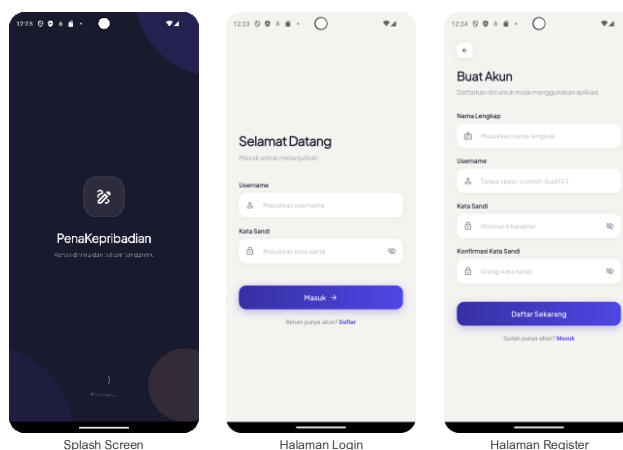 12:23
PenaKepribadian
Kenali dirimu dari tulisan tanganmu
Memuat...
Splash Screen
12:23
Selamat Datang
Masuk untuk melanjutkan
Username
Masukkan username
Kata Sandi
Masukkan kata sandi
Masuk →
Belum punya akun? Daftar
Halaman Login
12:24
Buat Akun
Daftarkan diri untuk mulai menggunakan aplikasi
Nama Lengkap
Masukkan nama lengkap
Username
Tanpa spasi, contoh: budi123
Kata Sandi
Minimal 6 karakter
Konfirmasi Kata Sandi
Ulangi kata sandi
Daftar Sekarang
Sudah punya akun? Masuk
Halaman Register